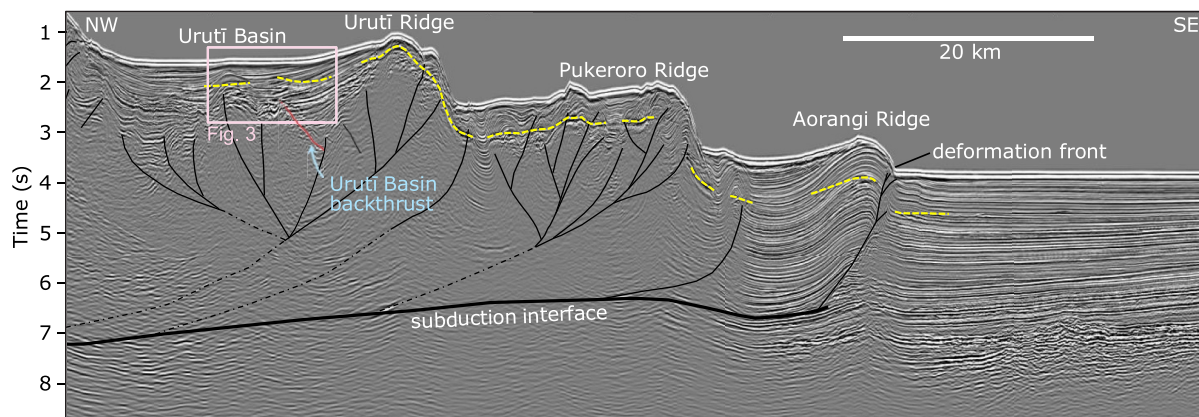 NW
Urutī Ridge
SE
Urutī Basin
20 km
Pukeroro Ridge
Fig. 3
Aorangi Ridge
deformation front
Urutī Basin
backthrust
subduction interface
Time (s)
1
2
3
4
5
6
7
8